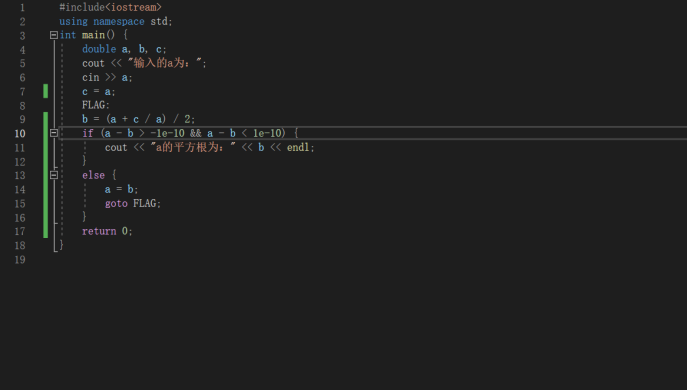 1 #include<iostream>
2 using namespace std;
3 int main() {
4 double a, b, c;
5 cout << "输入的a为：";
6 cin >> a;
7 c = a;
8 FLAG:
9 b = (a + c / a) / 2;
10 if (a - b > -1e-10 && a - b < 1e-10) {
11 cout << "a的平方根为：" << b << endl;
12 }
13 else {
14 a = b;
15 goto FLAG;
16 }
17 return 0;
18 }
19